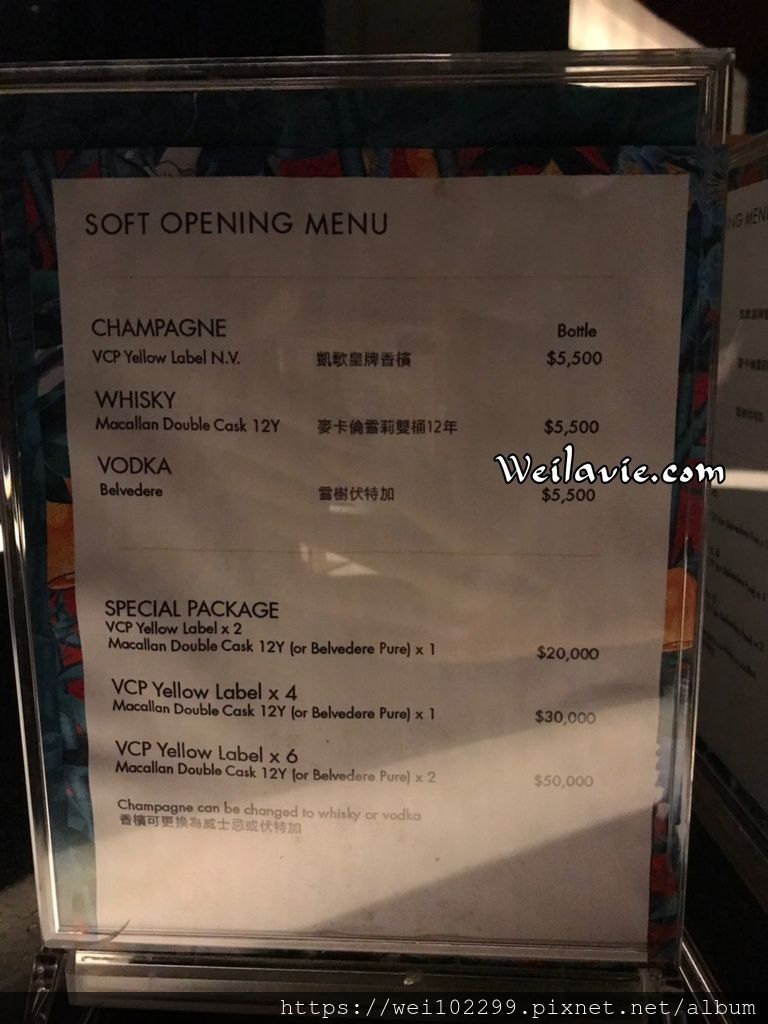 SOFT OPENING MENU
CHAMPAGNE Bottle
VCP Yellow Label N.V. 凱歌皇牌香檳 $5,500
WHISKY
Macallan Double Cask 12Y 麥卡倫雪莉雙桶12年 $5,500
Weilavie.com
VODKA
Belvedere 雪樹伏特加 $5,500
SPECIAL PACKAGE
VCP Yellow Label x 2
Macallan Double Cask 12Y (or Belvedere Pure) x 1 $20,000
VCP Yellow Label x 4
Macallan Double Cask 12Y (or Belvedere Pure) x 1 $30,000
VCP Yellow Label x 6
Macallan Double Cask 12Y (or Belvedere Pure) x 2 $50,000
Champagne can be changed to whisky or vodka
香檳可更換為威士忌或伏特加
https://wei102299.pixnet.net/album